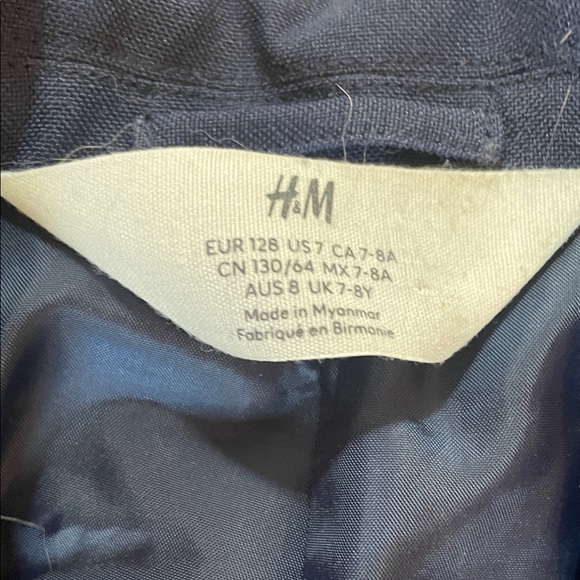 H&M
EUR 128 US 7 CA 7-8A
CN 130/64 MX 7-8A
AUS 8 UK 7-8Y
Made in Myanmar
Fabriqué en Birmanie